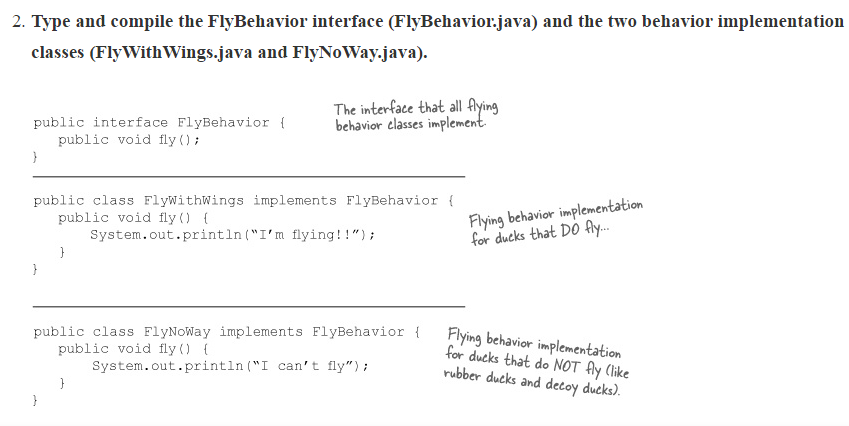 2. Type and compile the FlyBehavior interface (FlyBehavior.java) and the two behavior implementation
classes (FlyWithWings.java and FlyNoWay.java).
The interface that all flying
behavior classes implement.
public interface FlyBehavior {
public void fly();
}
public class FlyWithWings implements FlyBehavior {
public void fly() {
System.out.println(“I’m flying!!”);
}
}
Flying behavior implementation
for ducks that DO fly...
public class FlyNoWay implements FlyBehavior {
public void fly() {
System.out.println(“I can’t fly”);
}
}
Flying behavior implementation
for ducks that do NOT fly (like
rubber ducks and decoy ducks).